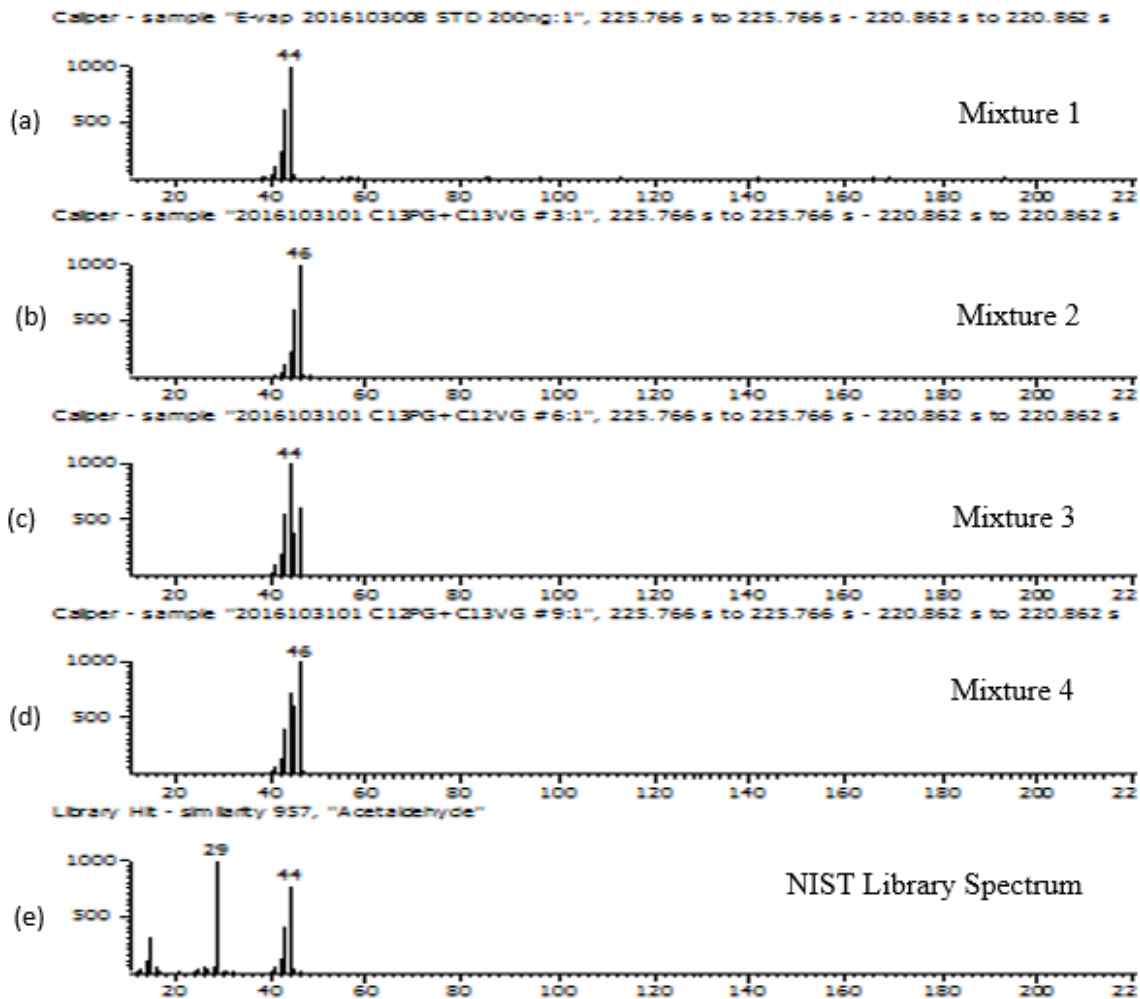 Caliper - sample "E-vap 2016103008 STD 200ng:1", 225.766 s to 225.766 s - 220.862 s to 220.862 s
44
1000
(a)
500
Mixture 1
20 40 60 80 100 120 140 160 180 200 22
Caliper - sample "2016103101 C13PG+C13VG #3:1", 225.766 s to 225.766 s - 220.862 s to 220.862 s
46
1000
(b)
500
Mixture 2
20 40 60 80 100 120 140 160 180 200 22
Caliper - sample "2016103101 C13PG+C12VG #6:1", 225.766 s to 225.766 s - 220.862 s to 220.862 s
44
1000
(c)
500
Mixture 3
20 40 60 80 100 120 140 160 180 200 22
Caliper - sample "2016103101 C12PG+C13VG #9:1", 225.766 s to 225.766 s - 220.862 s to 220.862 s
46
1000
(d)
500
Mixture 4
20 40 60 80 100 120 140 160 180 200 22
Library Hit - similarity 957, "Acetaldehyde"
29
1000
44
(e)
500
NIST Library Spectrum
20 40 60 80 100 120 140 160 180 200 22